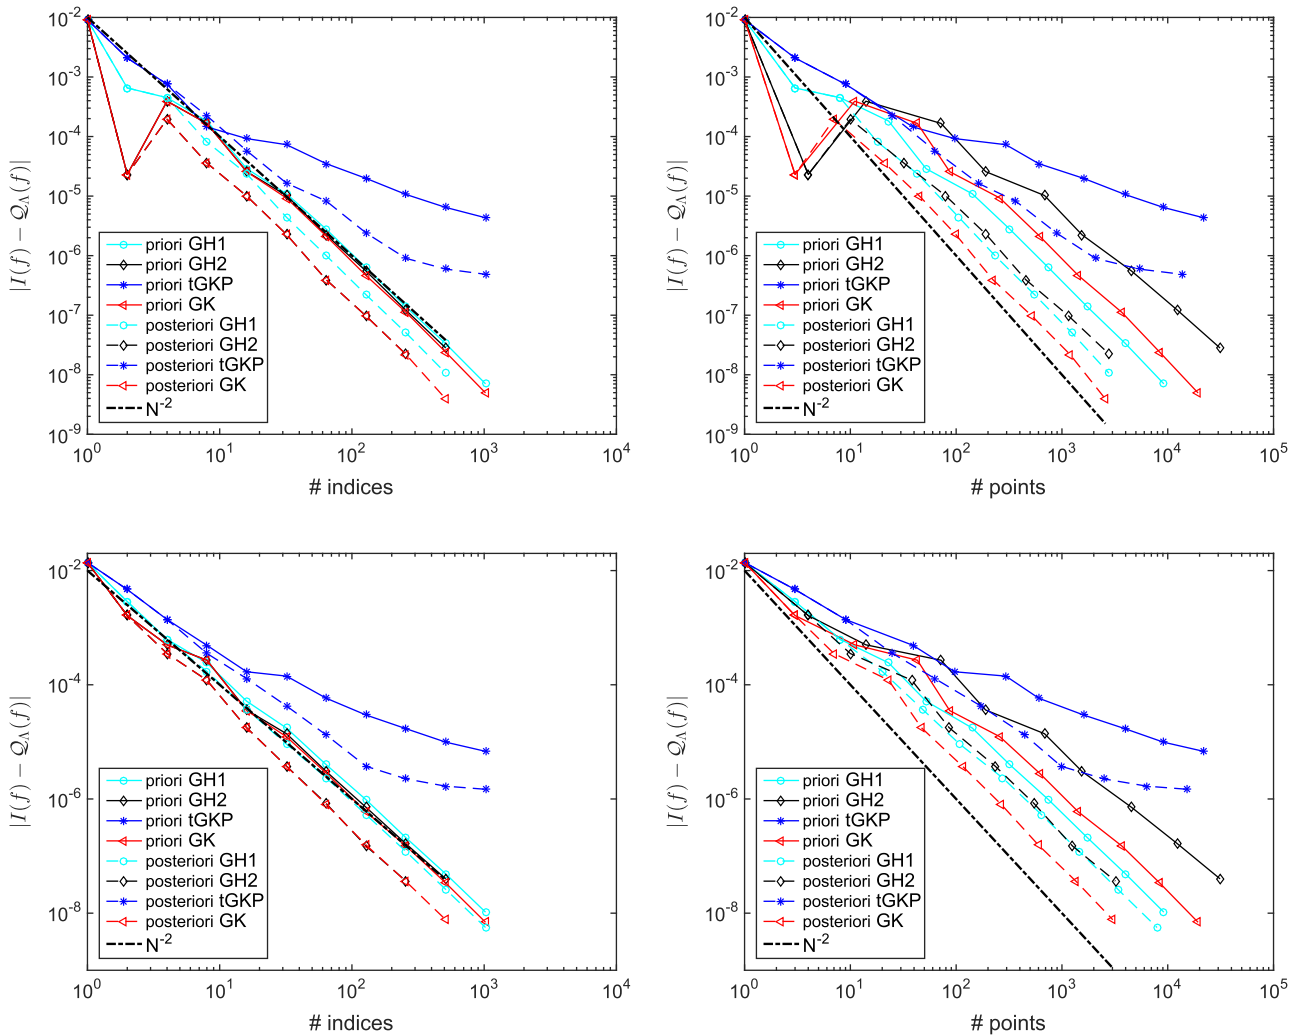 10^-2
10^-3
10^-4
10^-5
10^-6
10^-7
10^-8
10^-9
|I(f) − Q_Λ(f)|
priori GH1
priori GH2
priori tGKP
priori GK
posteriori GH1
posteriori GH2
posteriori tGKP
posteriori GK
N^-2
10^0 10^1 10^2 10^3 10^4
# indices
10^-2
10^-3
10^-4
10^-5
10^-6
10^-7
10^-8
10^-9
|I(f) − Q_Λ(f)|
priori GH1
priori GH2
priori tGKP
priori GK
posteriori GH1
posteriori GH2
posteriori tGKP
posteriori GK
N^-2
10^0 10^1 10^2 10^3 10^4 10^5
# points
10^-2
10^-4
10^-6
10^-8
|I(f) − Q_Λ(f)|
priori GH1
priori GH2
priori tGKP
priori GK
posteriori GH1
posteriori GH2
posteriori tGKP
posteriori GK
N^-2
10^0 10^1 10^2 10^3 10^4
# indices
10^-2
10^-4
10^-6
10^-8
|I(f) − Q_Λ(f)|
priori GH1
priori GH2
priori tGKP
priori GK
posteriori GH1
posteriori GH2
posteriori tGKP
posteriori GK
N^-2
10^0 10^1 10^2 10^3 10^4 10^5
# points